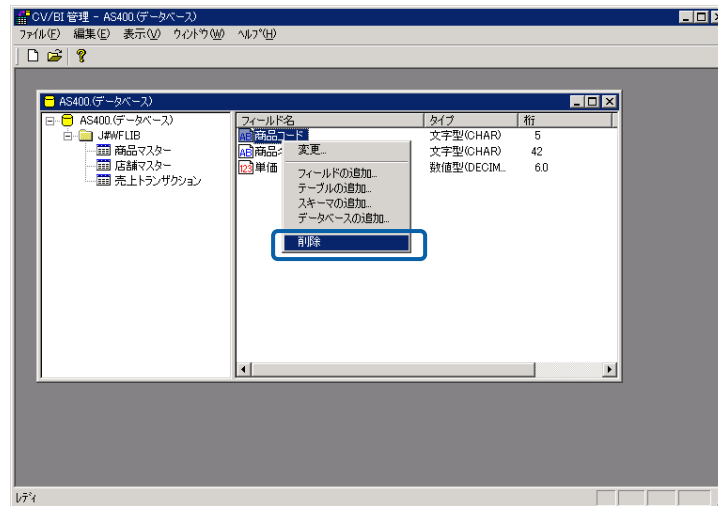 CV/BI 管理 - AS400.(データベース)
ファイル(F) 編集(E) 表示(V) ウィンドウ(W) ヘルプ(H)
AS400.(データベース)
AS400.(データベース)
J#WFLIB
商品マスター
店舗マスター
売上トランザクション
フィールド名 タイプ 桁
商品コード 文字型(CHAR) 5
文字型(CHAR) 42
単価 数値型(DECIM... 6.0
変更...
フィールドの追加...
テーブルの追加...
スキーマの追加...
データベースの追加...
削除
レディ